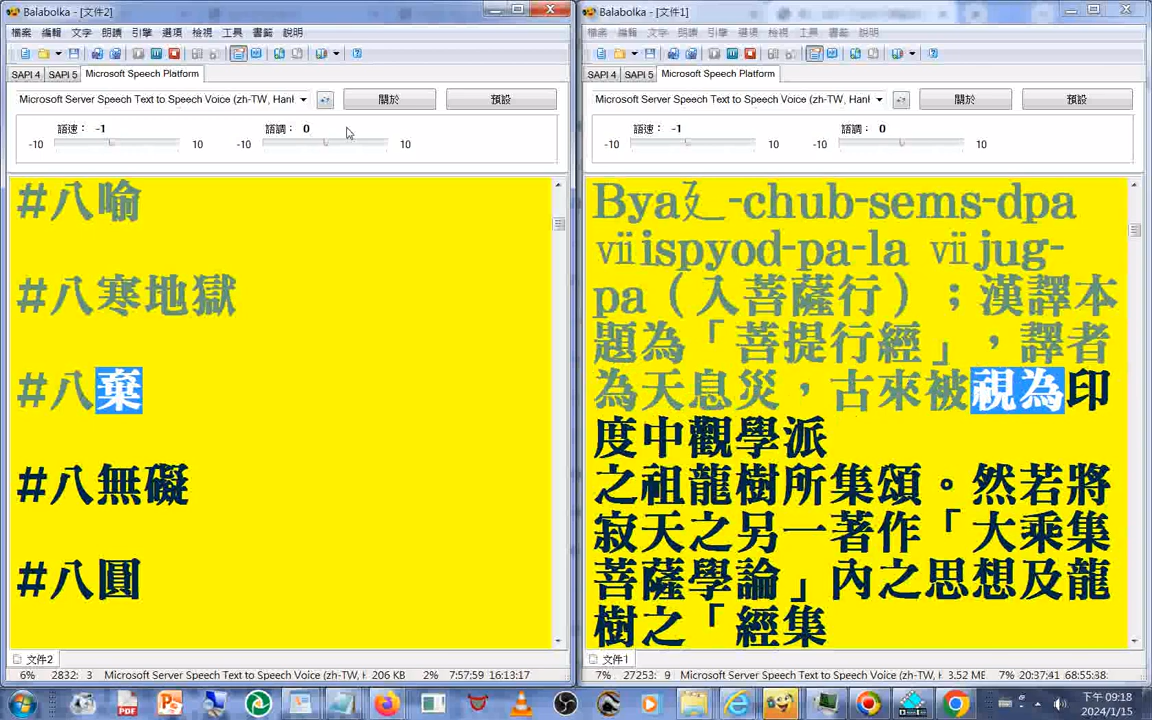 Balabolka - [文件2]
檔案 編輯 文字 朗讀 引擎 選項 檢視 工具 書籤 說明
SAPI 4 SAPI 5 Microsoft Speech Platform
Microsoft Server Speech Text to Speech Voice (zh-TW, Hanl
關於
預設
語速： -1
語調： 0
-10 10 -10 10
#八喻
#八寒地獄
#八棄
#八無礙
#八圓
文件2
6% 2832: 3 Microsoft Server Speech Text to Speech Voice (zh-TW, H 206 KB 2% 7:57:59 16:13:17
Balabolka - [文件1]
檔案 編輯 文字 朗讀 引擎 選項 檢視 工具 書籤 說明
SAPI 4 SAPI 5 Microsoft Speech Platform
Microsoft Server Speech Text to Speech Voice (zh-TW, Hanl
關於
預設
語速： -1
語調： 0
-10 10 -10 10
Bya廴-chub-sems-dpa
ⅶispyod-pa-la ⅶjug-
pa（入菩薩行）；漢譯本
題為「菩提行經」，譯者
為天息災，古來被視為印
度中觀學派
之祖龍樹所集頌。然若將
寂天之另一著作「大乘集
菩薩學論」內之思想及龍
樹之「經集
文件1
7% 27253: 9 Microsoft Server Speech Text to Speech Voice (zh-TW, H 3.52 ME 7% 20:37:41 68:55:38
下午 09:18
2024/1/15